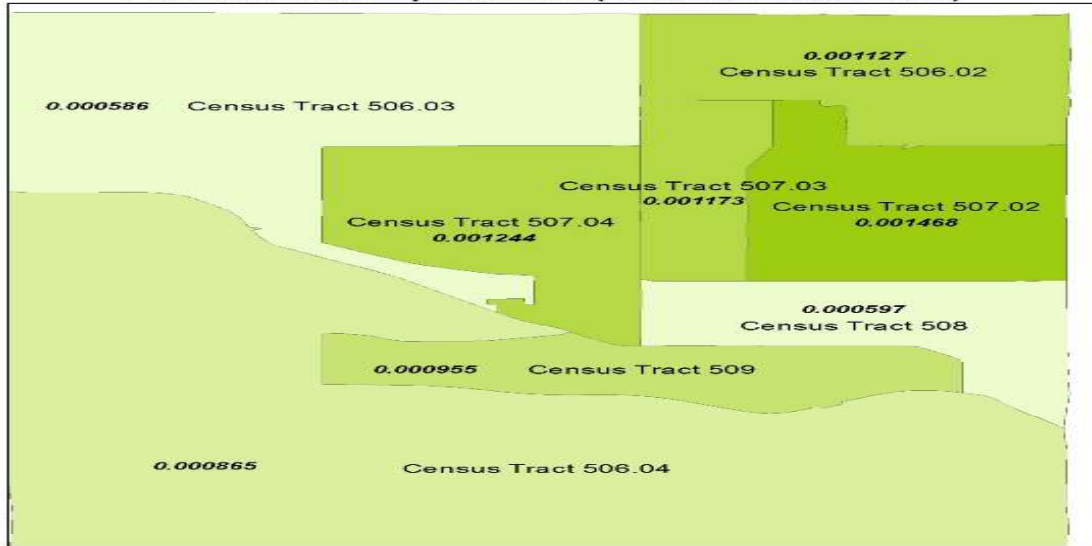 0.001127
Census Tract 506.02
0.000586 Census Tract 506.03
Census Tract 507.03
0.001173
Census Tract 507.02
0.001468
Census Tract 507.04
0.001244
0.000597
Census Tract 508
0.000955 Census Tract 509
0.000865 Census Tract 506.04